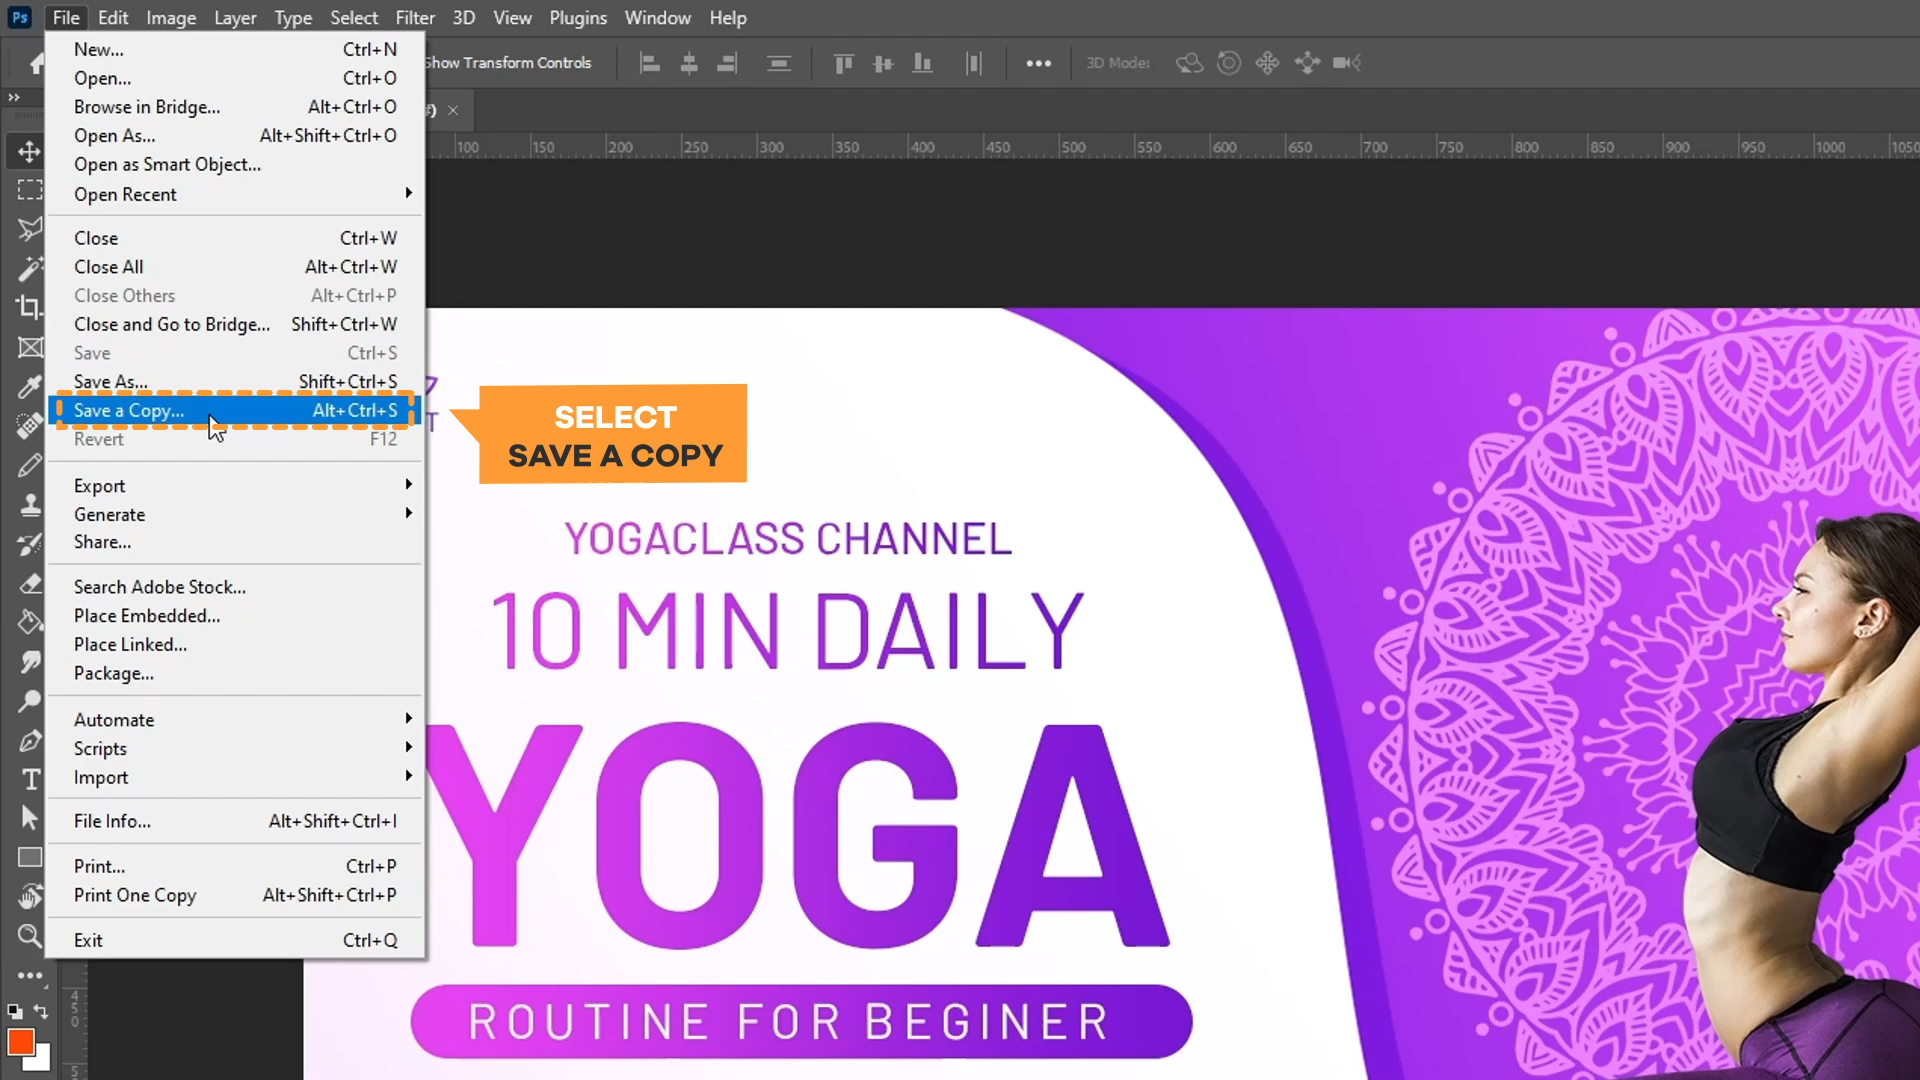 Ps File Edit Image Layer Type Select Filter 3D View Plugins Window Help
Show Transform Controls
3D Mode:
100 150 200 250 300 350 400 450 500 550 600 650 700 750 800 850 900 950 1000 1050
New... Ctrl+N
Open... Ctrl+O
Browse in Bridge... Alt+Ctrl+O
Open As... Alt+Shift+Ctrl+O
Open as Smart Object...
Open Recent
Close Ctrl+W
Close All Alt+Ctrl+W
Close Others Alt+Ctrl+P
Close and Go to Bridge... Shift+Ctrl+W
Save Ctrl+S
Save As... Shift+Ctrl+S
Save a Copy... Alt+Ctrl+S
Revert F12
Export
Generate
Share...
Search Adobe Stock...
Place Embedded...
Place Linked...
Package...
Automate
Scripts
Import
File Info... Alt+Shift+Ctrl+I
Print... Ctrl+P
Print One Copy Alt+Shift+Ctrl+P
Exit Ctrl+Q
SELECT
SAVE A COPY
YOGACLASS CHANNEL
10 MIN DAILY
YOGA
ROUTINE FOR BEGINER
450